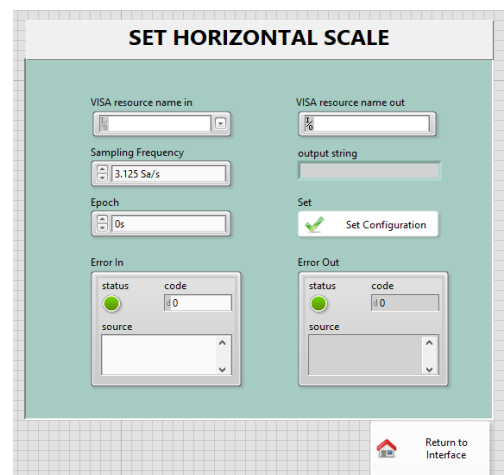 SET HORIZONTAL SCALE
VISA resource name in
VISA resource name out
I/O
I/O
Sampling Frequency
output string
3.125 Sa/s
Epoch
Set
0s
Set Configuration
Error In
Error Out
status code
status code
d 0
d 0
source
source
Return to
Interface